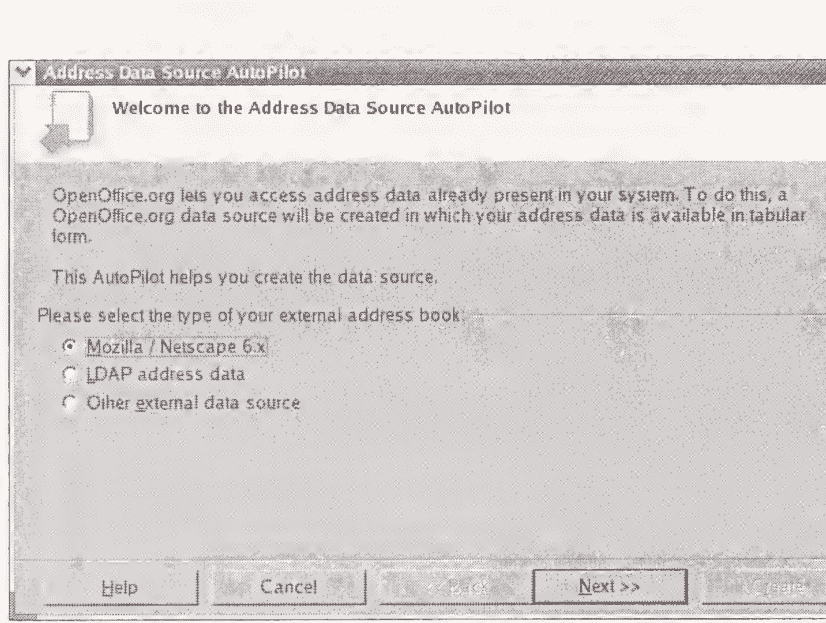 Address Data Source AutoPilot
Welcome to the Address Data Source AutoPilot
OpenOffice.org lets you access address data already present in your system. To do this, a
OpenOffice.org data source will be created in which your address data is available in tabular
form.
This AutoPilot helps you create the data source.
Please select the type of your external address book:
Mozilla / Netscape 6.x
LDAP address data
Other external data source
Help
Cancel
Back
Next >>
Create